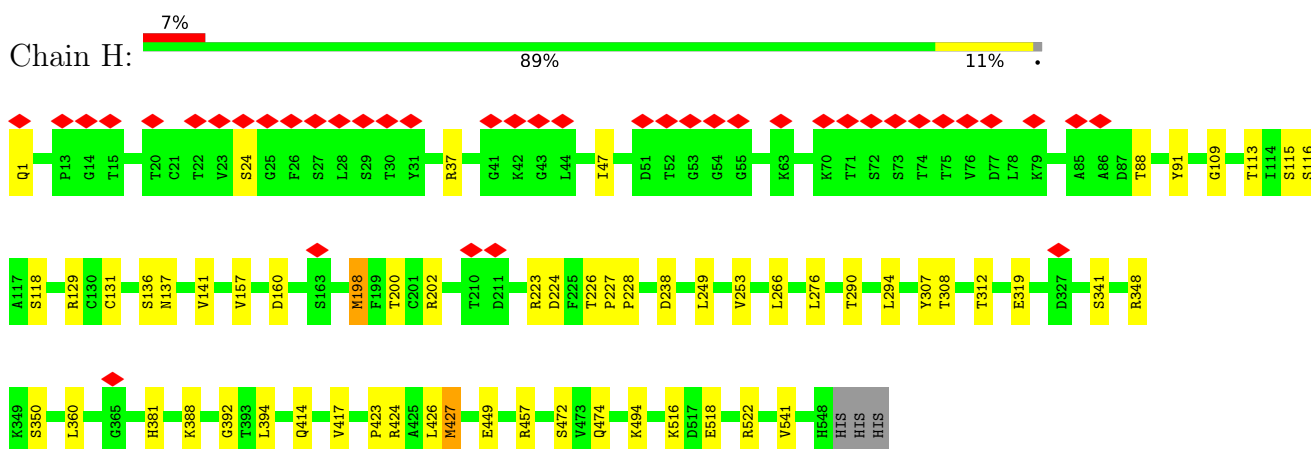 7%
Chain H:
89% 11% •
Q1 P13 G14 T15 T20 C21 T22 V23 S24 G25 F26 S27 L28 S29 T30 Y31 R37 G41 K42 G43 L44 I47 D51 T52 G53 G54 G55 K63 K70 T71 S72 S73 T74 T75 V76 D77 L78 K79 A85 A86 D87 T88 Y91 G109 T113 I114 S115 S116
A117 S118 R129 C130 C131 S136 N137 V141 V157 D160 S163 M198 F199 T200 C201 R202 T210 D211 R223 D224 F225 T226 P227 P228 D238 L249 V253 L266 L276 T290 L294 Y307 T308 T312 E319 D327 S341 R348
K349 S350 L360 G365 H381 K388 G392 T393 L394 Q414 V417 P423 R424 A425 L426 M427 E449 R457 S472 V473 Q474 K494 K516 D517 E518 R522 V541 H548 HIS HIS HIS